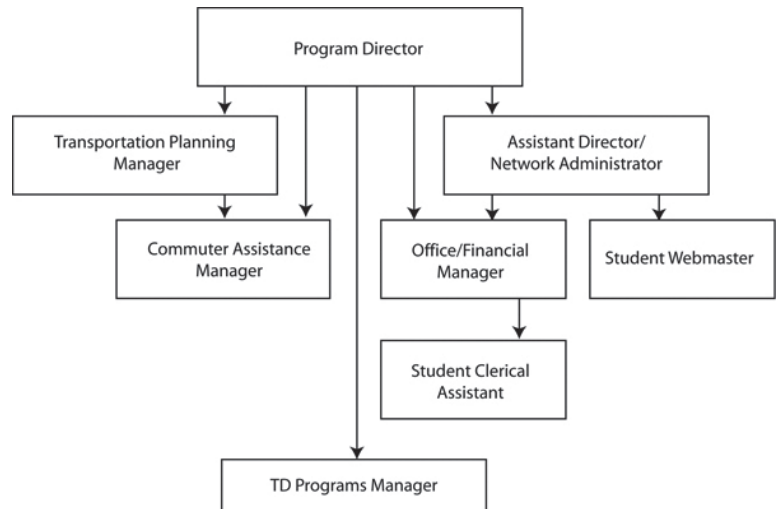 Program Director
Transportation Planning
Manager
Assistant Director/
Network Administrator
Commuter Assistance
Manager
Office/Financial
Manager
Student Webmaster
Student Clerical
Assistant
TD Programs Manager